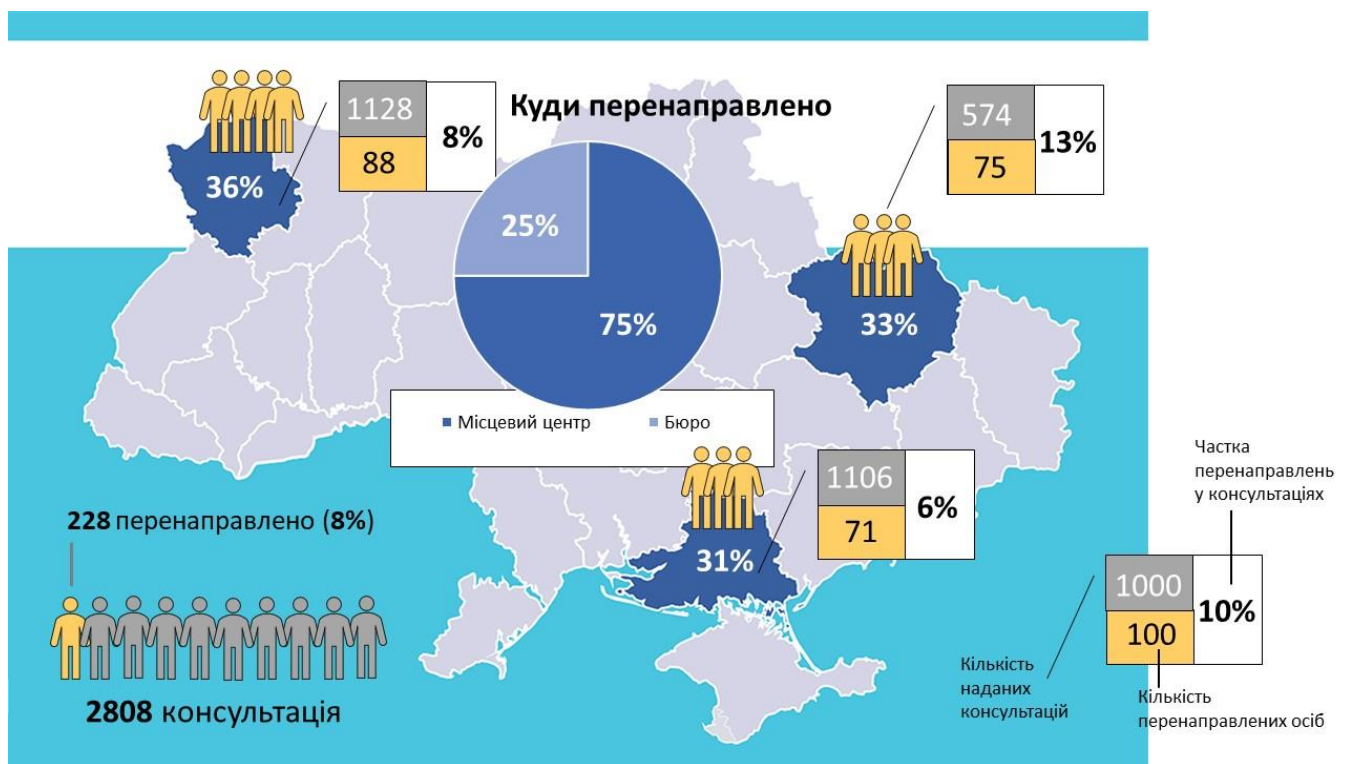 Куди перенаправлено
1128
88
8%
574
75
13%
36%
25%
75%
33%
Місцевий центр
Бюро
1106
71
6%
31%
228 перенаправлено (8%)
2808 консультація
Частка
перенаправлень
у консультаціях
1000
100
10%
Кількість
наданих
консультацій
Кількість
перенаправлених осіб